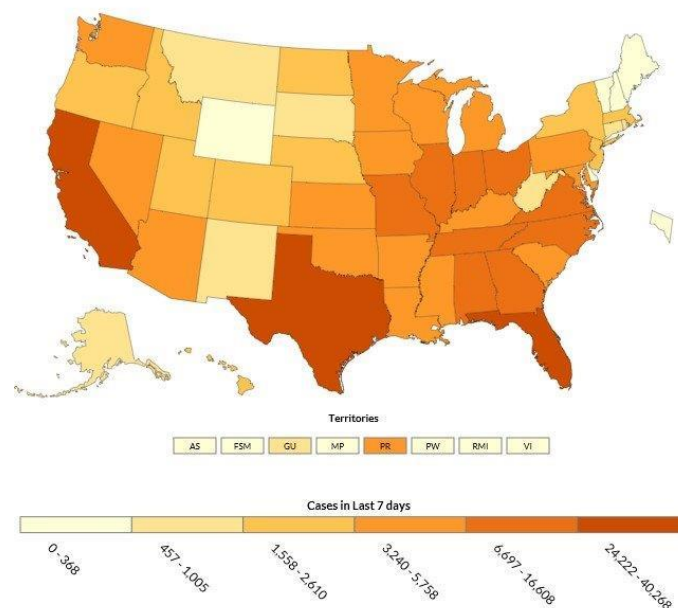 Territories
AS FSM GU MP PR PW RMI VI
Cases in Last 7 days
0 - 368
457 - 1,005
1,558 - 2,610
3,240 - 5,758
6,697 - 16,608
24,222 - 40,268